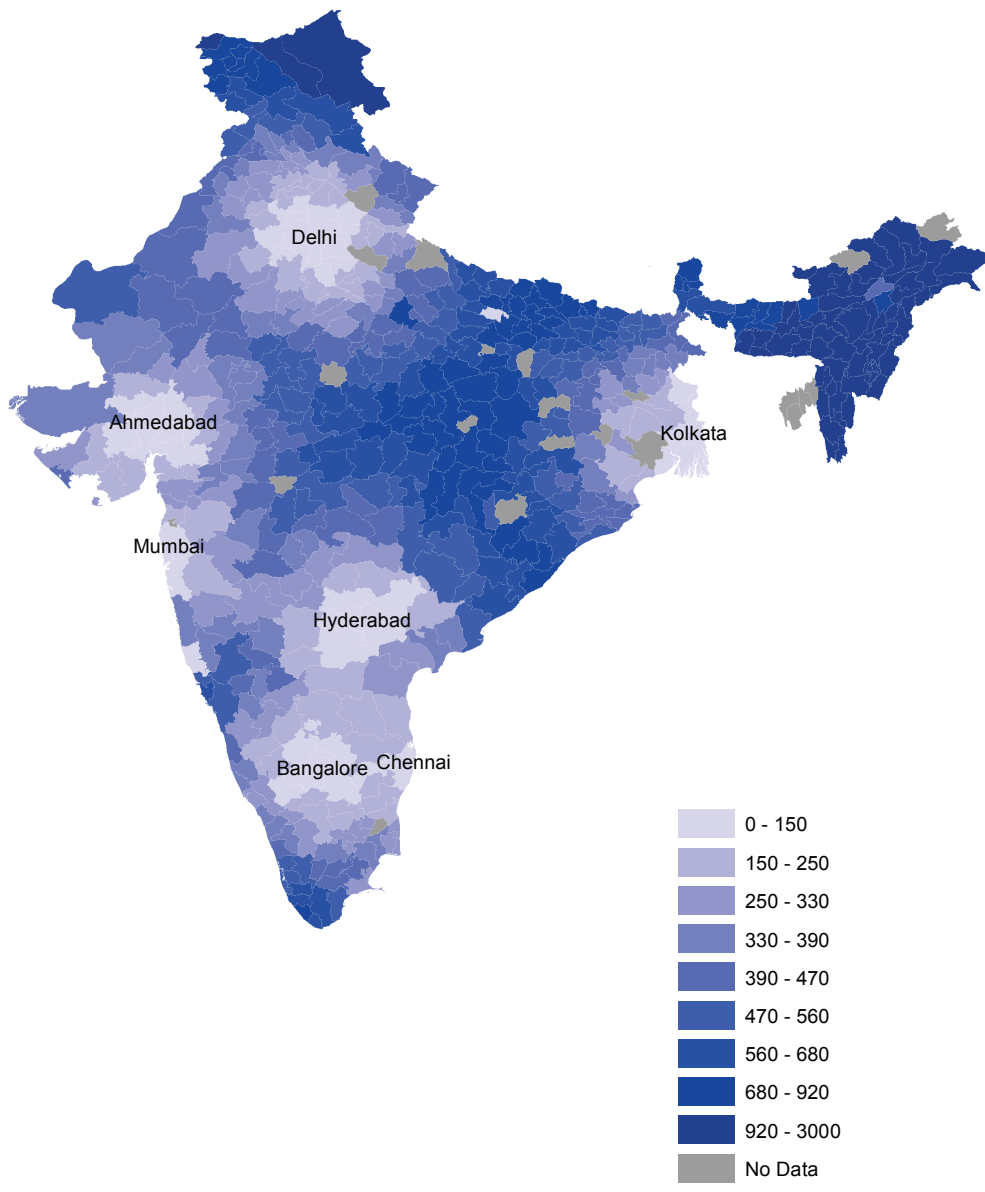 Delhi
Ahmedabad
Kolkata
Mumbai
Hyderabad
Chennai
Bangalore
0 - 150
150 - 250
250 - 330
330 - 390
390 - 470
470 - 560
560 - 680
680 - 920
920 - 3000
No Data